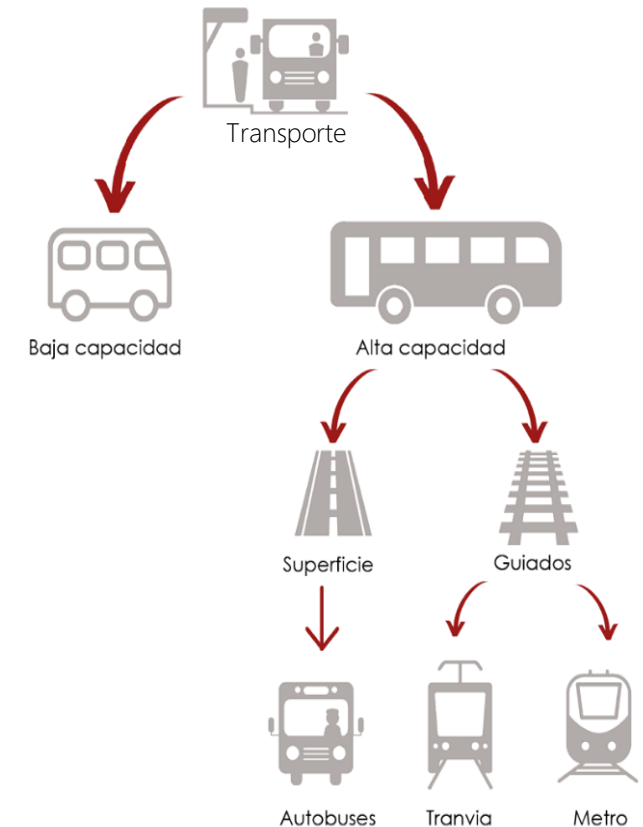 Transporte
Baja capacidad
Alta capacidad
Superficie
Guiados
Autobuses
Tranvia
Metro